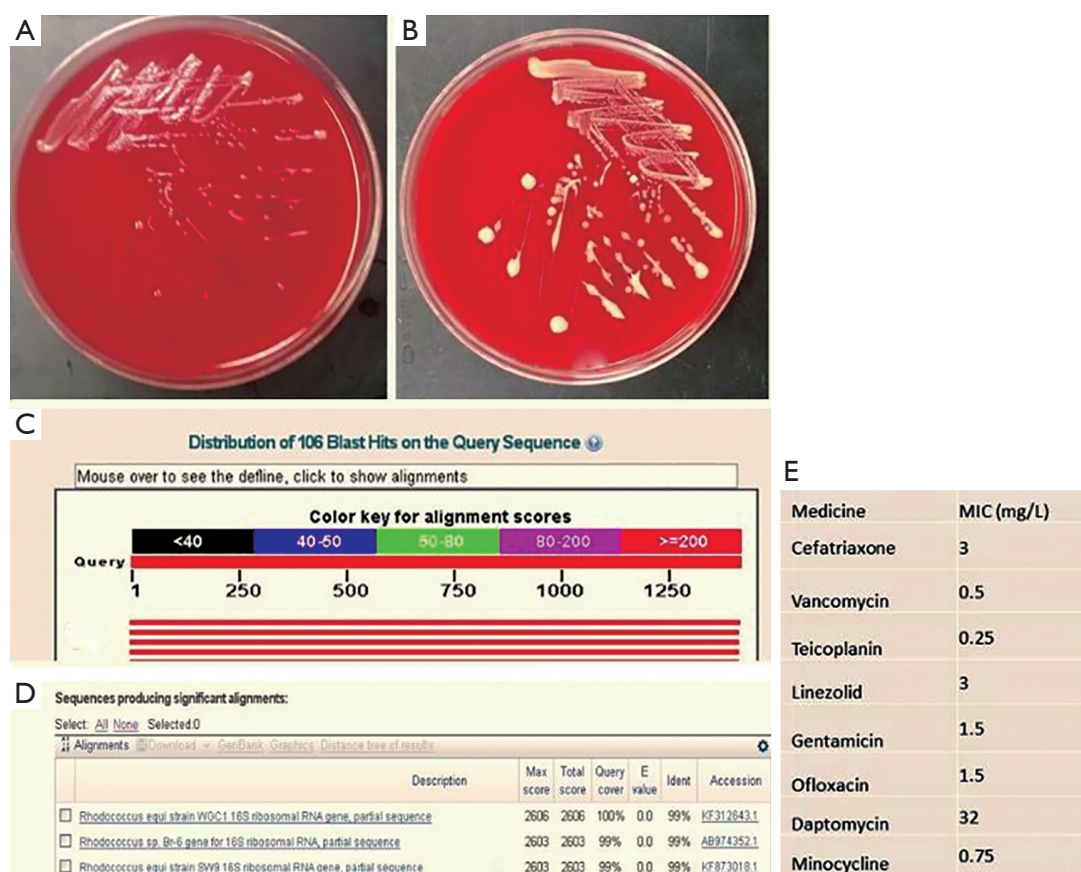 A
B
C
Distribution of 106 Blast Hits on the Query Sequence
Mouse over to see the defline, click to show alignments
Color key for alignment scores
<40 40-50 50-80 80-200 >=200
Query
1 250 500 750 1000 1250
D
Sequences producing significant alignments:
Select: All None Selected:0
Alignments Download GenBank Graphics Distance tree of results
Description Max score Total score Query cover E value Ident Accession
Rhodococcus equi strain WGC1 16S ribosomal RNA gene, partial sequence 2606 2606 100% 0.0 99% KF312643.1
Rhodococcus sp. Br-6 gene for 16S ribosomal RNA, partial sequence 2603 2603 99% 0.0 99% AB974352.1
Rhodococcus equi strain SW9 16S ribosomal RNA gene, partial sequence 2603 2603 99% 0.0 99% KF873018.1
E
Medicine MIC (mg/L)
Cefatriaxone 3
Vancomycin 0.5
Teicoplanin 0.25
Linezolid 3
Gentamicin 1.5
Ofloxacin 1.5
Daptomycin 32
Minocycline 0.75